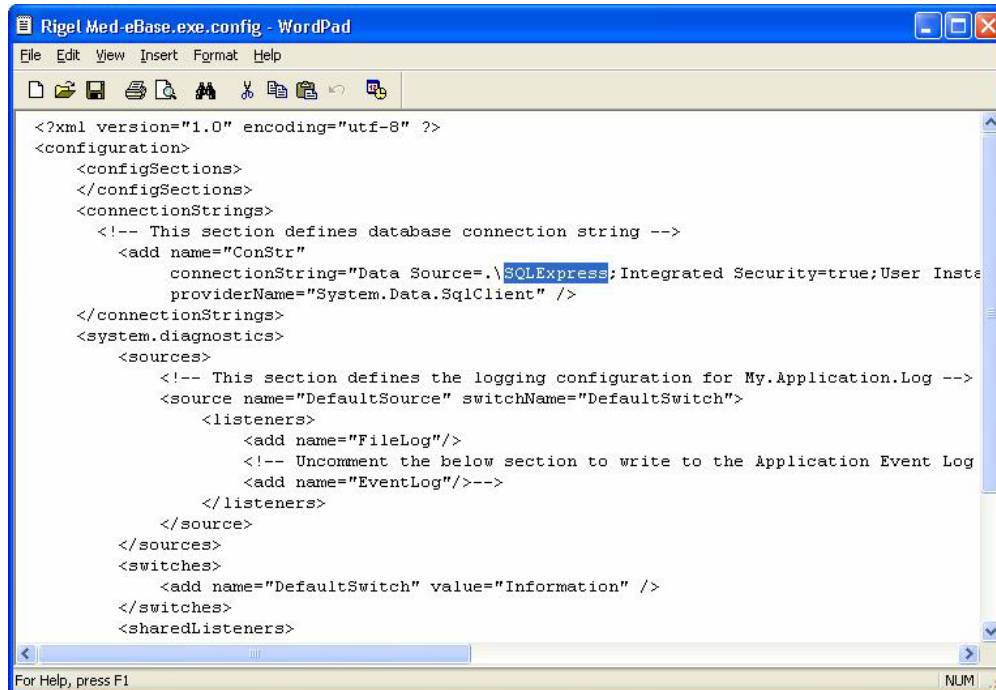 Rigel Med-eBase.exe.config - WordPad
File Edit View Insert Format Help
<?xml version="1.0" encoding="utf-8" ?>
<configuration>
<configSections>
</configSections>
<connectionStrings>
<!-- This section defines database connection string -->
<add name="ConStr"
connectionString="Data Source=.\SQLExpress;Integrated Security=true;User Insta
providerName="System.Data.SqlClient" />
</connectionStrings>
<system.diagnostics>
<sources>
<!-- This section defines the logging configuration for My.Application.Log -->
<source name="DefaultSource" switchName="DefaultSwitch">
<listeners>
<add name="FileLog"/>
<!-- Uncomment the below section to write to the Application Event Log
<add name="EventLog"/>-->
</listeners>
</source>
</sources>
<switches>
<add name="DefaultSwitch" value="Information" />
</switches>
<sharedListeners>
For Help, press F1
NUM